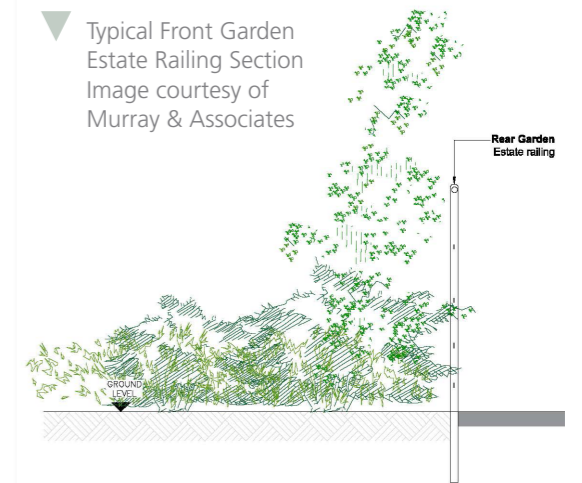 Typical Front Garden
Estate Railing Section
Image courtesy of
Murray & Associates
Rear Garden
Estate railing
GROUND
LEVEL